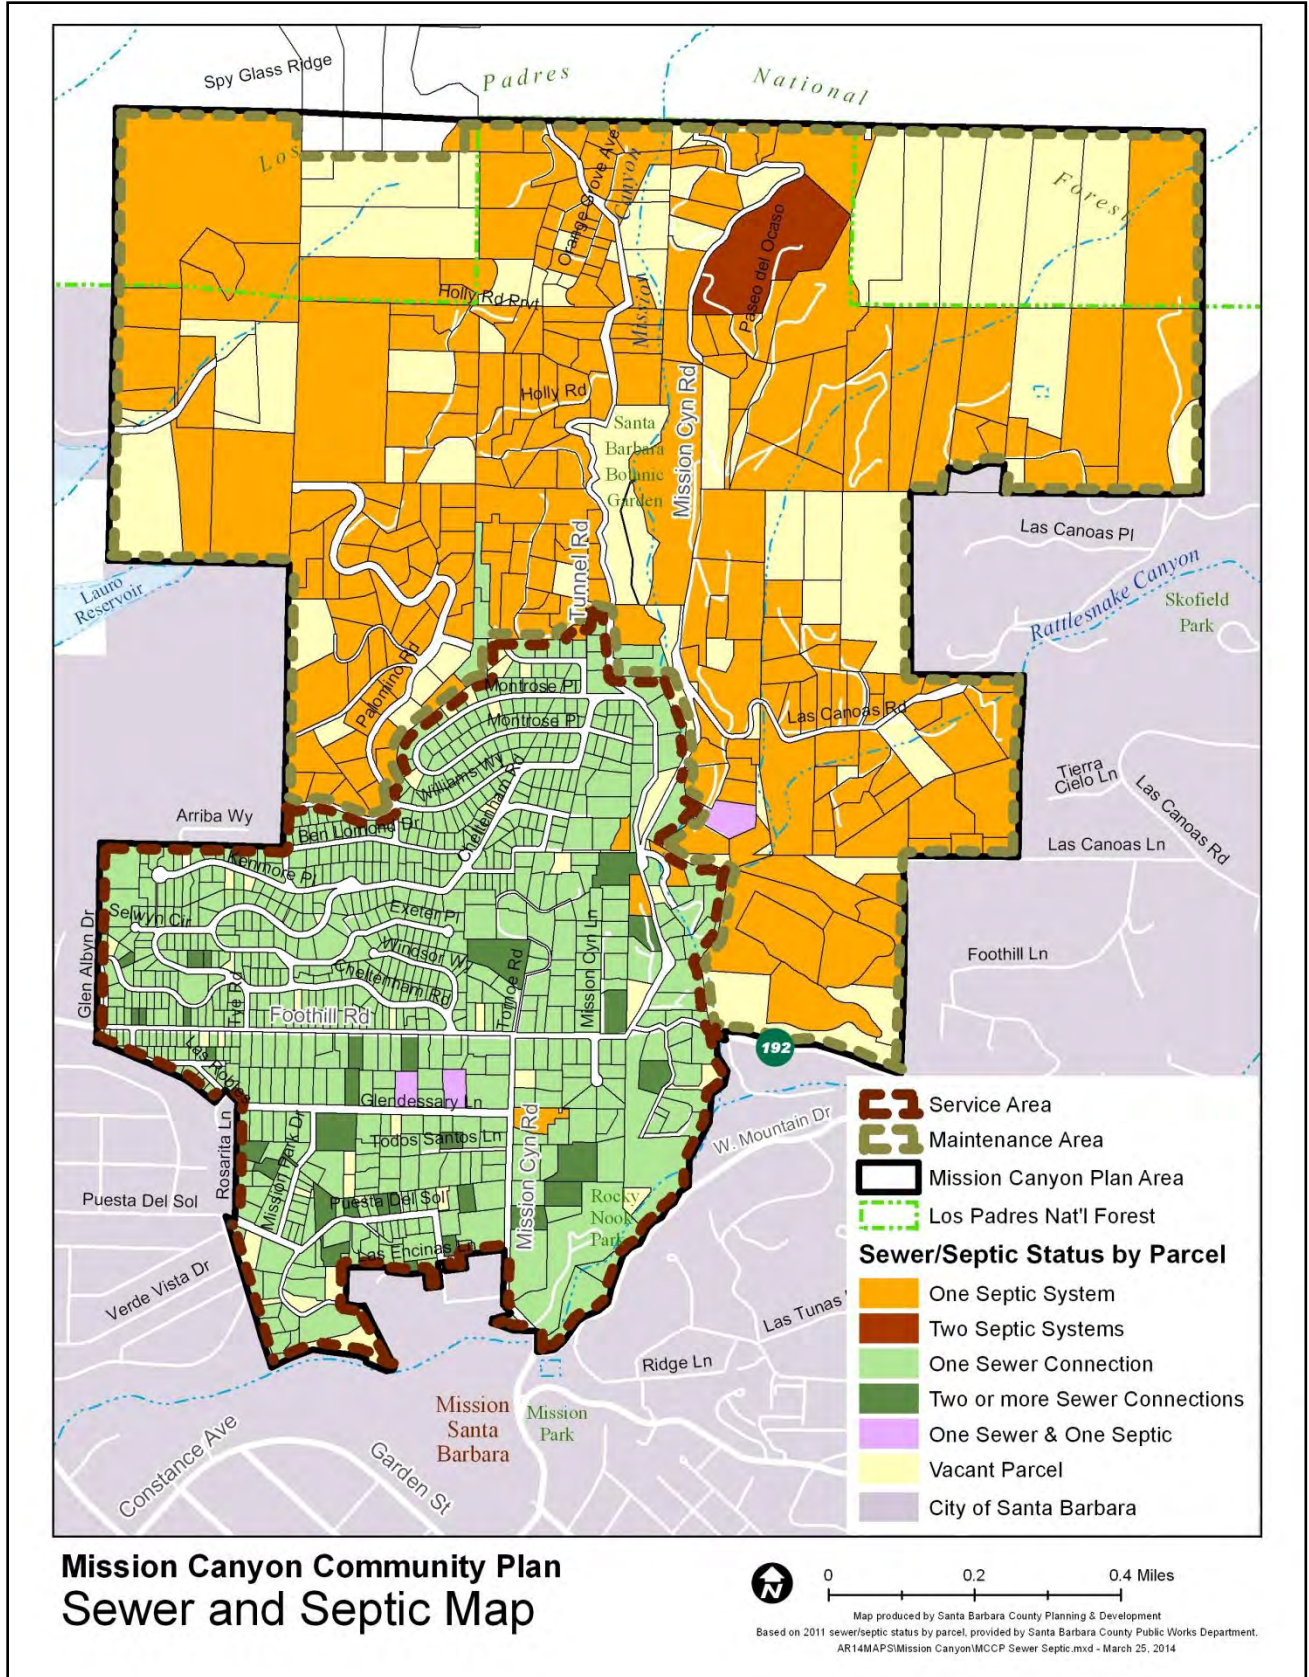 Spy Glass Ridge
Padres
National
Los
Forest
Orange Grove Ave
Canyon
Mission
Paseo del Ocaso
Holly Rd Prvt
Holly Rd
Mission Cyn Rd
Santa
Barbara
Botanic
Garden
Tunnel Rd
Las Canoas Pl
Rattlesnake Canyon
Skofield
Park
Lauro
Reservoir
Palomino Rd
Montrose Pl
Montrose Pl
Las Canoas Rd
Williams Wy
Cheltenham Rd
Tierra
Cielo Ln
Las Canoas Rd
Arriba Wy
Ben Lomond Dr
Las Canoas Ln
Kenmore Pl
Glen Albyn Dr
Selwyn Cir
Exeter Pl
Windsor Wy
Cheltenham Rd
Tornoe Rd
Mission Cyn Ln
Foothill Ln
Tye Rd
Foothill Rd
192
Las Robles
Glendessary Ln
Rosarita Ln
Mission Park Dr
Todos Santos Ln
Mission Cyn Rd
W. Mountain Dr
Puesta Del Sol
Puesta Del Sol
Rocky
Nook
Park
Las Encinas Ln
Verde Vista Dr
Las Tunas
Ridge Ln
Mission
Santa
Barbara
Mission
Park
Constance Ave
Garden St
Service Area
Maintenance Area
Mission Canyon Plan Area
Los Padres Nat'l Forest
Sewer/Septic Status by Parcel
One Septic System
Two Septic Systems
One Sewer Connection
Two or more Sewer Connections
One Sewer & One Septic
Vacant Parcel
City of Santa Barbara
Mission Canyon Community Plan
Sewer and Septic Map
N
0 0.2 0.4 Miles
Map produced by Santa Barbara County Planning & Development
Based on 2011 sewer/septic status by parcel, provided by Santa Barbara County Public Works Department.
AR14MAPS\Mission Canyon\MCCP Sewer Septic.mxd - March 25, 2014